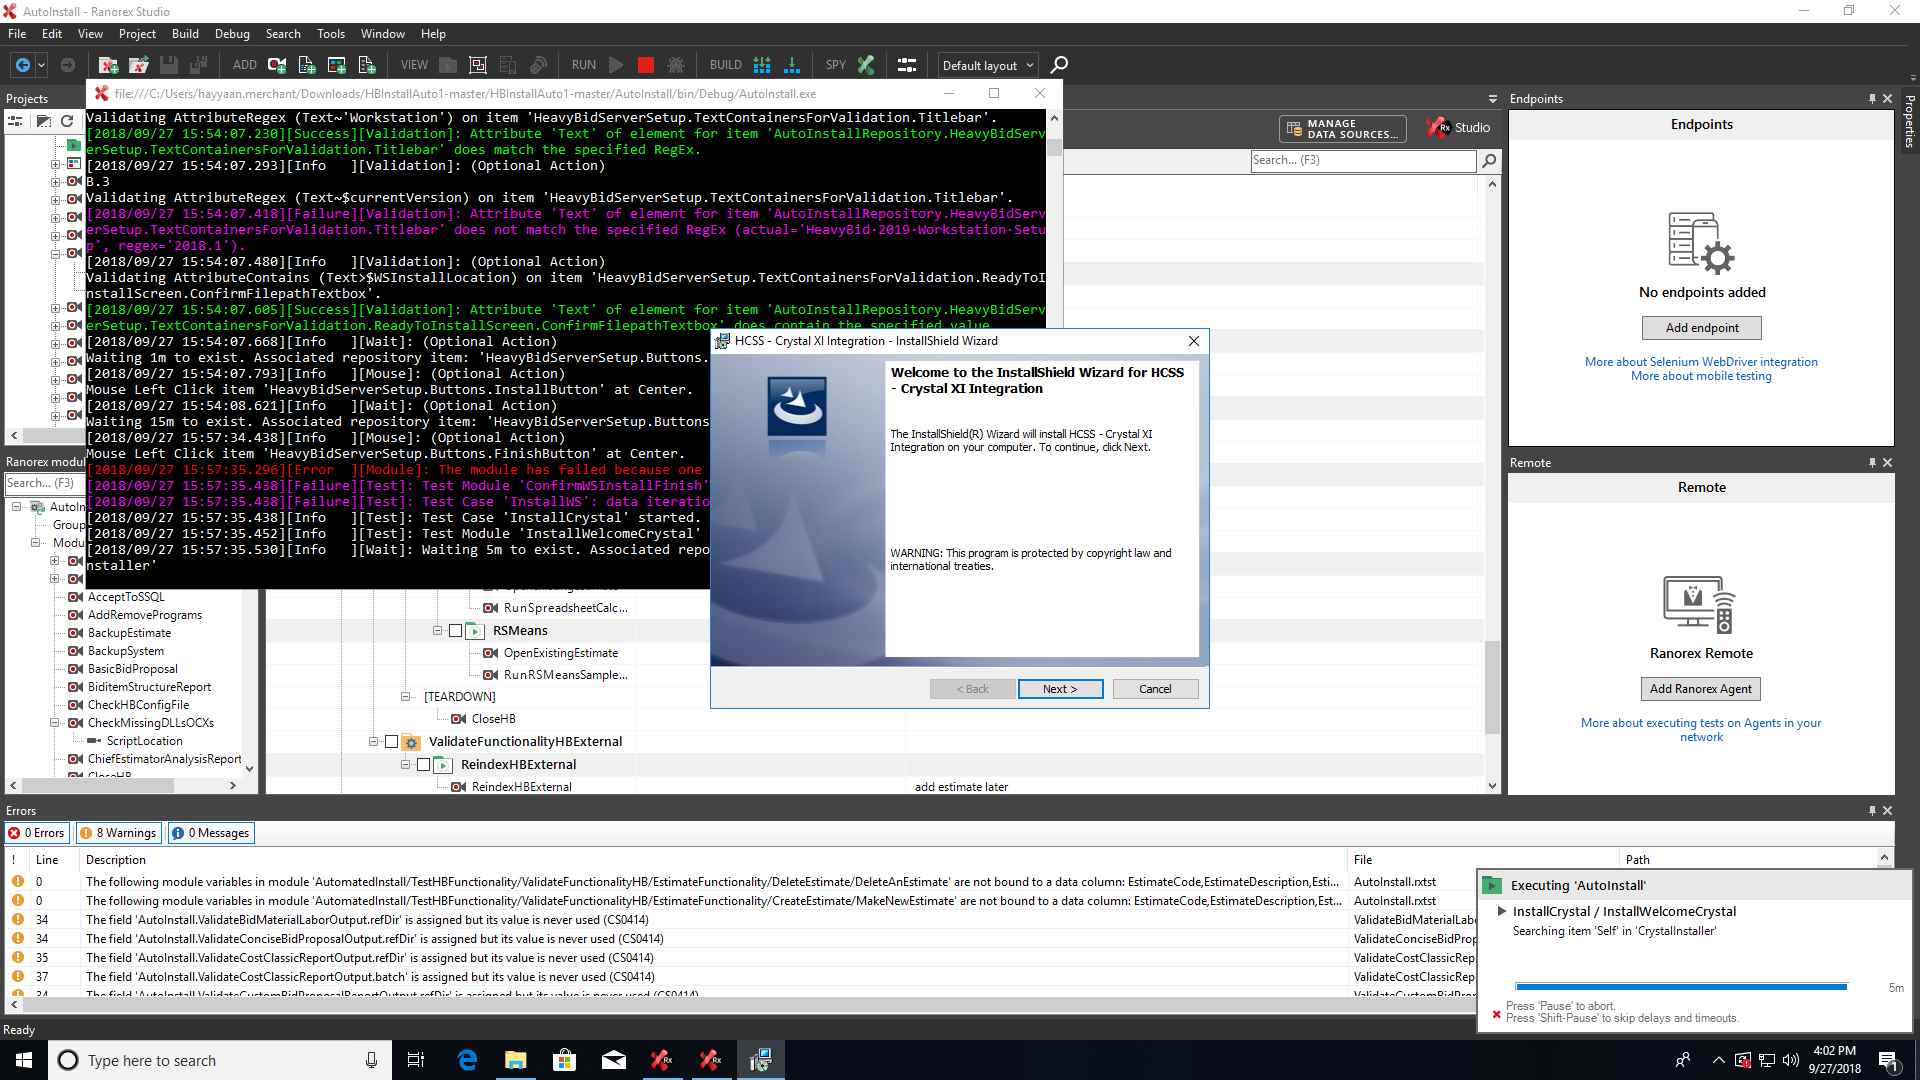 AutoInstall - Ranorex Studio
File Edit View Project Build Debug Search Tools Window Help
ADD VIEW RUN BUILD SPY Default layout
Projects
file:///C:/Users/hayyaan.merchant/Downloads/HBInstallAuto1-master/HBInstallAuto1-master/AutoInstall/bin/Debug/AutoInstall.exe
Validating AttributeRegex (Text~'Workstation') on item 'HeavyBidServerSetup.TextContainersForValidation.Titlebar'.
[2018/09/27 15:54:07.230][Success][Validation]: Attribute 'Text' of element for item 'AutoInstallRepository.HeavyBidServ
erSetup.TextContainersForValidation.Titlebar' does match the specified RegEx.
[2018/09/27 15:54:07.293][Info   ][Validation]: (Optional Action)
B.3
Validating AttributeRegex (Text~$currentVersion) on item 'HeavyBidServerSetup.TextContainersForValidation.Titlebar'.
[2018/09/27 15:54:07.418][Failure][Validation]: Attribute 'Text' of element for item 'AutoInstallRepository.HeavyBidServ
erSetup.TextContainersForValidation.Titlebar' does not match the specified RegEx (actual='HeavyBid·2019·Workstation·Setu
p', regex='2018.1').
[2018/09/27 15:54:07.480][Info   ][Validation]: (Optional Action)
Validating AttributeContains (Text>$WSInstallLocation) on item 'HeavyBidServerSetup.TextContainersForValidation.ReadyToI
nstallScreen.ConfirmFilepathTextbox'.
[2018/09/27 15:54:07.605][Success][Validation]: Attribute 'Text' of element for item 'AutoInstallRepository.HeavyBidServ
erSetup.TextContainersForValidation.ReadyToInstallScreen.ConfirmFilepathTextbox' does contain the specified value
[2018/09/27 15:54:07.668][Info   ][Wait]: (Optional Action)
Waiting 1m to exist. Associated repository item: 'HeavyBidServerSetup.Buttons.
[2018/09/27 15:54:07.793][Info   ][Mouse]: (Optional Action)
Mouse Left Click item 'HeavyBidServerSetup.Buttons.InstallButton' at Center.
[2018/09/27 15:54:08.621][Info   ][Wait]: (Optional Action)
Waiting 15m to exist. Associated repository item: 'HeavyBidServerSetup.Buttons
[2018/09/27 15:57:34.438][Info   ][Mouse]: (Optional Action)
Mouse Left Click item 'HeavyBidServerSetup.Buttons.FinishButton' at Center.
[2018/09/27 15:57:35.296][Error  ][Module]: The module has failed because one
[2018/09/27 15:57:35.438][Failure][Test]: Test Module 'ConfirmWSInstallFinish'
[2018/09/27 15:57:35.438][Failure][Test]: Test Case 'InstallWS': data iteratio
[2018/09/27 15:57:35.438][Info   ][Test]: Test Case 'InstallCrystal' started.
[2018/09/27 15:57:35.452][Info   ][Test]: Test Module 'InstallWelcomeCrystal'
[2018/09/27 15:57:35.530][Info   ][Wait]: Waiting 5m to exist. Associated repo
nstaller'
HCSS - Crystal XI Integration - InstallShield Wizard
Welcome to the InstallShield Wizard for HCSS
- Crystal XI Integration
The InstallShield(R) Wizard will install HCSS - Crystal XI
Integration on your computer. To continue, click Next.
WARNING: This program is protected by copyright law and
international treaties.
< Back Next > Cancel
MANAGE
DATA SOURCES...
Studio
Search... (F3)
Endpoints
Endpoints
No endpoints added
Add endpoint
More about Selenium WebDriver integration
More about mobile testing
Properties
Remote
Remote
Ranorex Remote
Add Ranorex Agent
More about executing tests on Agents in your
network
Ranorex modul
Search... (F3)
AutoIn
Group
Modu
AcceptToSSQL
AddRemovePrograms
BackupEstimate
BackupSystem
BasicBidProposal
BiditemStructureReport
CheckHBConfigFile
CheckMissingDLLsOCXs
ScriptLocation
ChiefEstimatorAnalysisReport
CloseHB
RunSpreadsheetCalc...
RSMeans
OpenExistingEstimate
RunRSMeansSample...
[TEARDOWN]
CloseHB
ValidateFunctionalityHBExternal
ReindexHBExternal
ReindexHBExternal add estimate later
Errors
0 Errors 8 Warnings 0 Messages
! Line Description File Path
0 The following module variables in module 'AutomatedInstall/TestHBFunctionality/ValidateFunctionalityHB/EstimateFunctionality/DeleteEstimate/DeleteAnEstimate' are not bound to a data column: EstimateCode,EstimateDescription,Esti... AutoInstall.rxtst
0 The following module variables in module 'AutomatedInstall/TestHBFunctionality/ValidateFunctionalityHB/EstimateFunctionality/CreateEstimate/MakeNewEstimate' are not bound to a data column: EstimateCode,EstimateDescription,Est... AutoInstall.rxtst
34 The field 'AutoInstall.ValidateBidMaterialLaborOutput.refDir' is assigned but its value is never used (CS0414) ValidateBidMaterialLabo
34 The field 'AutoInstall.ValidateConciseBidProposalOutput.refDir' is assigned but its value is never used (CS0414) ValidateConciseBidProp
35 The field 'AutoInstall.ValidateCostClassicReportOutput.refDir' is assigned but its value is never used (CS0414) ValidateCostClassicRep
37 The field 'AutoInstall.ValidateCostClassicReportOutput.batch' is assigned but its value is never used (CS0414) ValidateCostClassicRep
34 The field 'AutoInstall.ValidateCustomBidProposalReportOutput.refDir' is assigned but its value is never used (CS0414) ValidateCustomBidProp
Executing 'AutoInstall'
InstallCrystal / InstallWelcomeCrystal
Searching item 'Self' in 'CrystalInstaller'
5m
Press 'Pause' to abort.
Press 'Shift-Pause' to skip delays and timeouts.
Ready
Type here to search
4:02 PM
9/27/2018
1